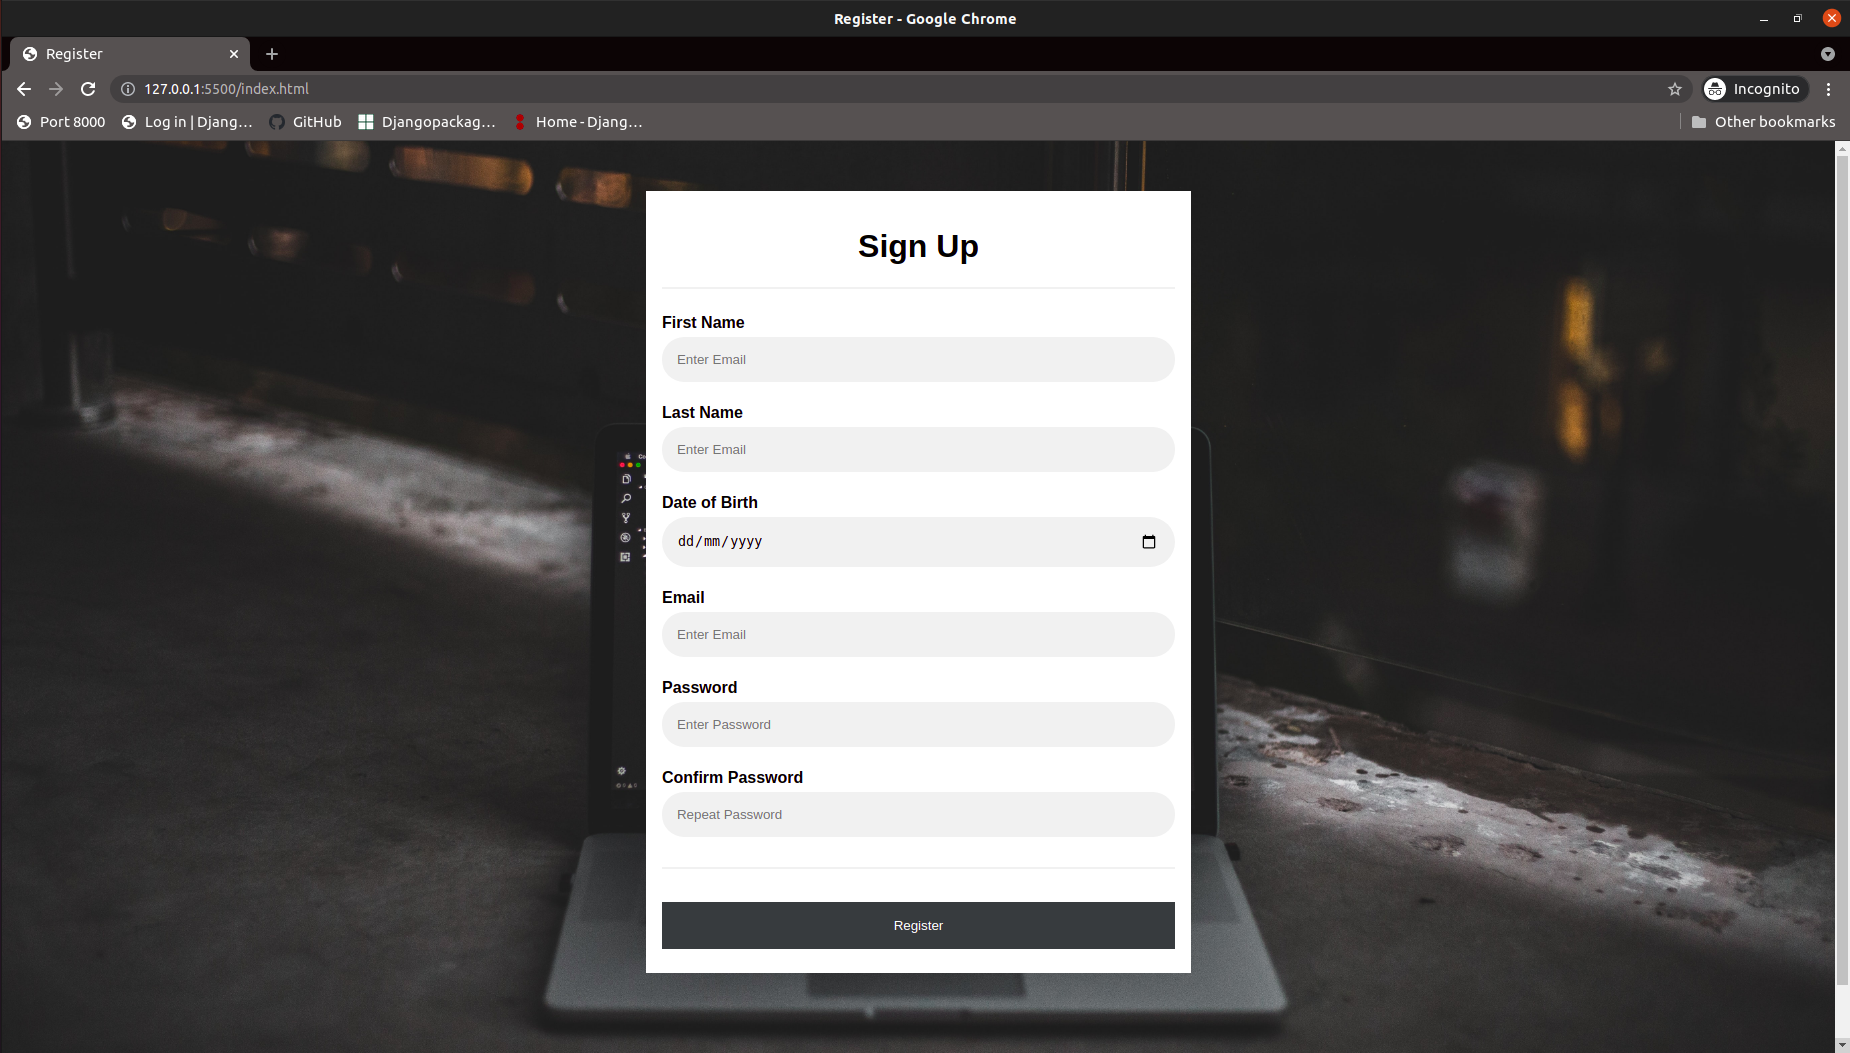 Register - Google Chrome
Register
127.0.0.1:5500/index.html
Incognito
Port 8000
Log in | Djang...
GitHub
Djangopackag...
Home - Djang...
Other bookmarks
Sign Up
First Name
Enter Email
Last Name
Enter Email
Date of Birth
dd/mm/yyyy
Email
Enter Email
Password
Enter Password
Confirm Password
Repeat Password
Register